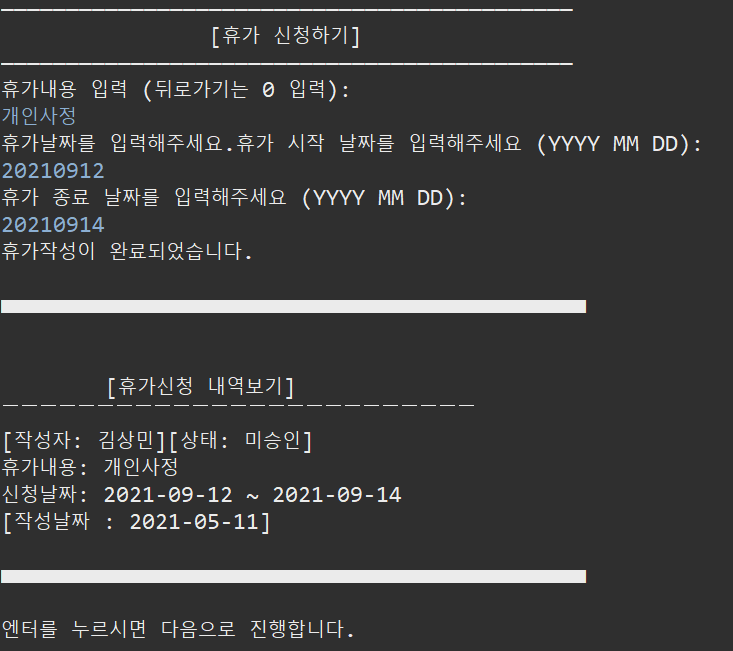 [휴가 신청하기]
휴가내용 입력 (뒤로가기는 0 입력):
개인사정
휴가날짜를 입력해주세요.휴가 시작 날짜를 입력해주세요 (YYYY MM DD):
20210912
휴가 종료 날짜를 입력해주세요 (YYYY MM DD):
20210914
휴가작성이 완료되었습니다.
[휴가신청 내역보기]
[작성자: 김상민][상태: 미승인]
휴가내용: 개인사정
신청날짜: 2021-09-12 ~ 2021-09-14
[작성날짜 : 2021-05-11]
엔터를 누르시면 다음으로 진행합니다.